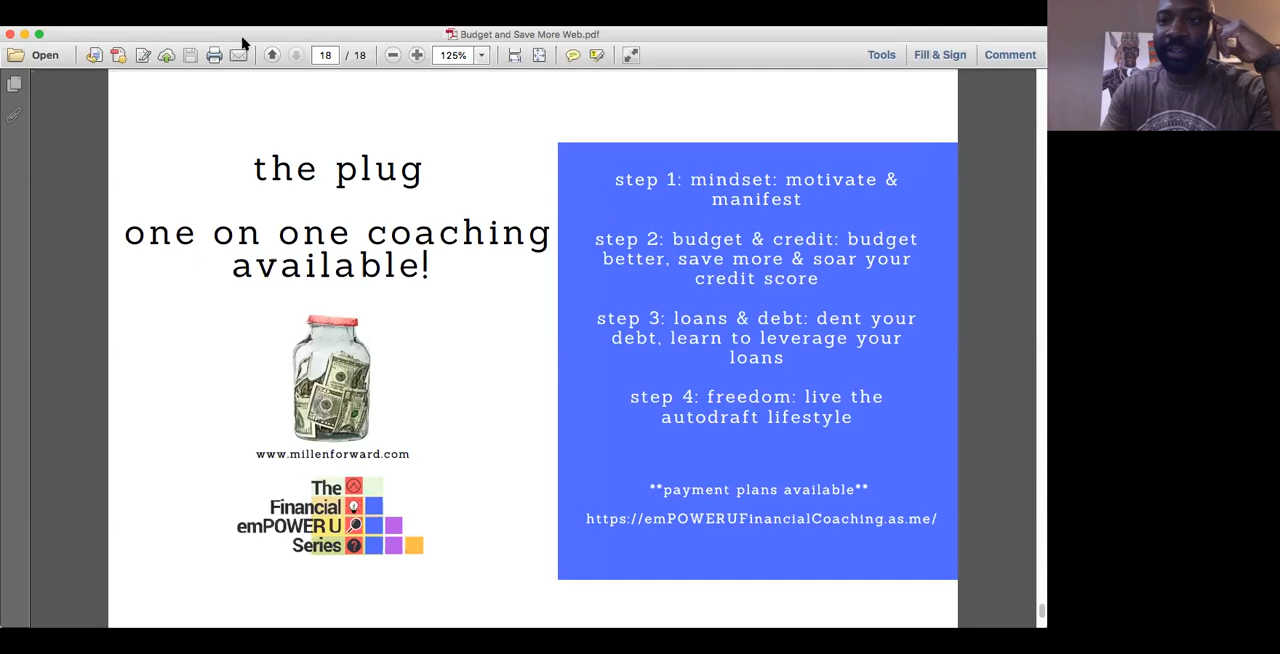 Budget and Save More Web.pdf
Open
18 / 18
125%
Tools
Fill & Sign
Comment
the plug
one on one coaching
available!
www.millenforward.com
The
Financial
emPOWER U
Series
step 1: mindset: motivate &
manifest
step 2: budget & credit: budget
better, save more & soar your
credit score
step 3: loans & debt: dent your
debt, learn to leverage your
loans
step 4: freedom: live the
autodraft lifestyle
**payment plans available**
https://emPOWERUFinancialCoaching.as.me/